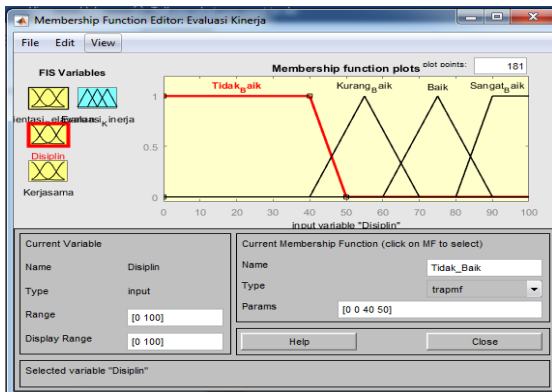 Membership Function Editor: Evaluasi Kinerja
File Edit View
FIS Variables
Membership function plots
plot points: 181
Tidak_Baik Kurang_Baik Baik Sangat_Baik
1
0.5
0
0 10 20 30 40 50 60 70 80 90 100
input variable "Disiplin"
Disiplin
Kerjasama
Current Variable
Name Disiplin
Type input
Range [0 100]
Display Range [0 100]
Current Membership Function (click on MF to select)
Name Tidak_Baik
Type trapmf
Params [0 0 40 50]
Help Close
Selected variable "Disiplin"